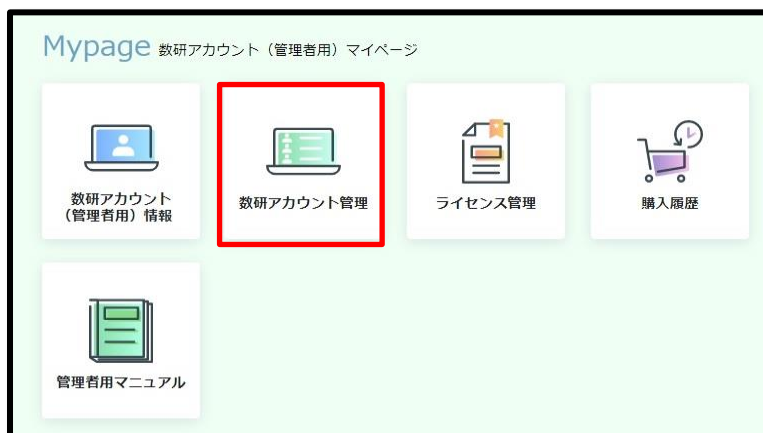 Mypage 数研アカウント（管理者用）マイページ
数研アカウント
（管理者用）情報
数研アカウント管理
ライセンス管理
購入履歴
管理者用マニュアル